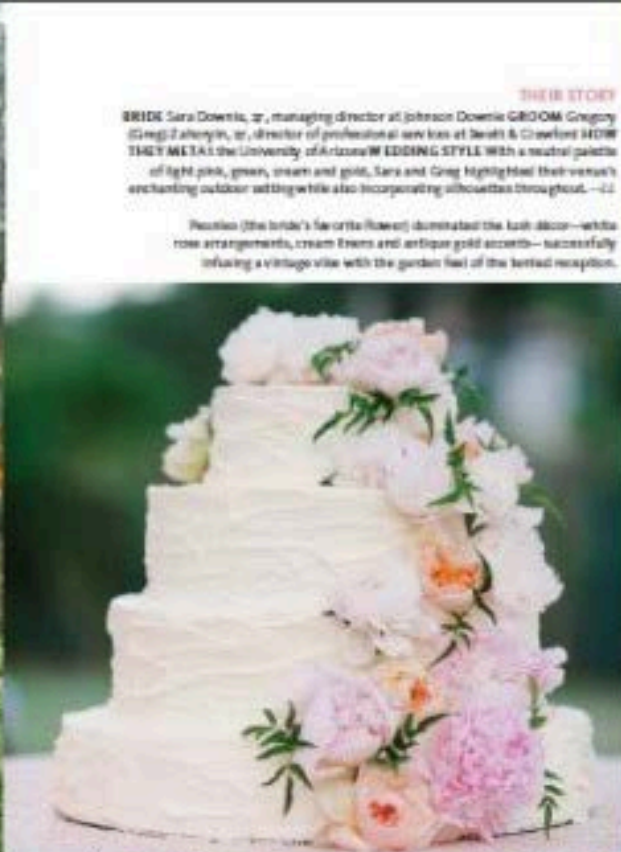 THEIR STORY
BRIDE Sara Downie, 27, managing director at Johnson Downie GROOM Gregory
(Greg) 27, director of professional services at & Crawford HOW
THEY MET At the University of Arizona WEDDING STYLE With a neutral palette
of light pink, green, cream and gold, Sara and Greg highlighted their venue's
enchanting outdoor setting while also incorporating silhouettes throughout. —
Peonies (the bride's favorite flower) dominated the lush décor—white
rose arrangements, cream linens and antique gold accents—successfully
infusing a vintage vibe with the garden feel of the tented reception.